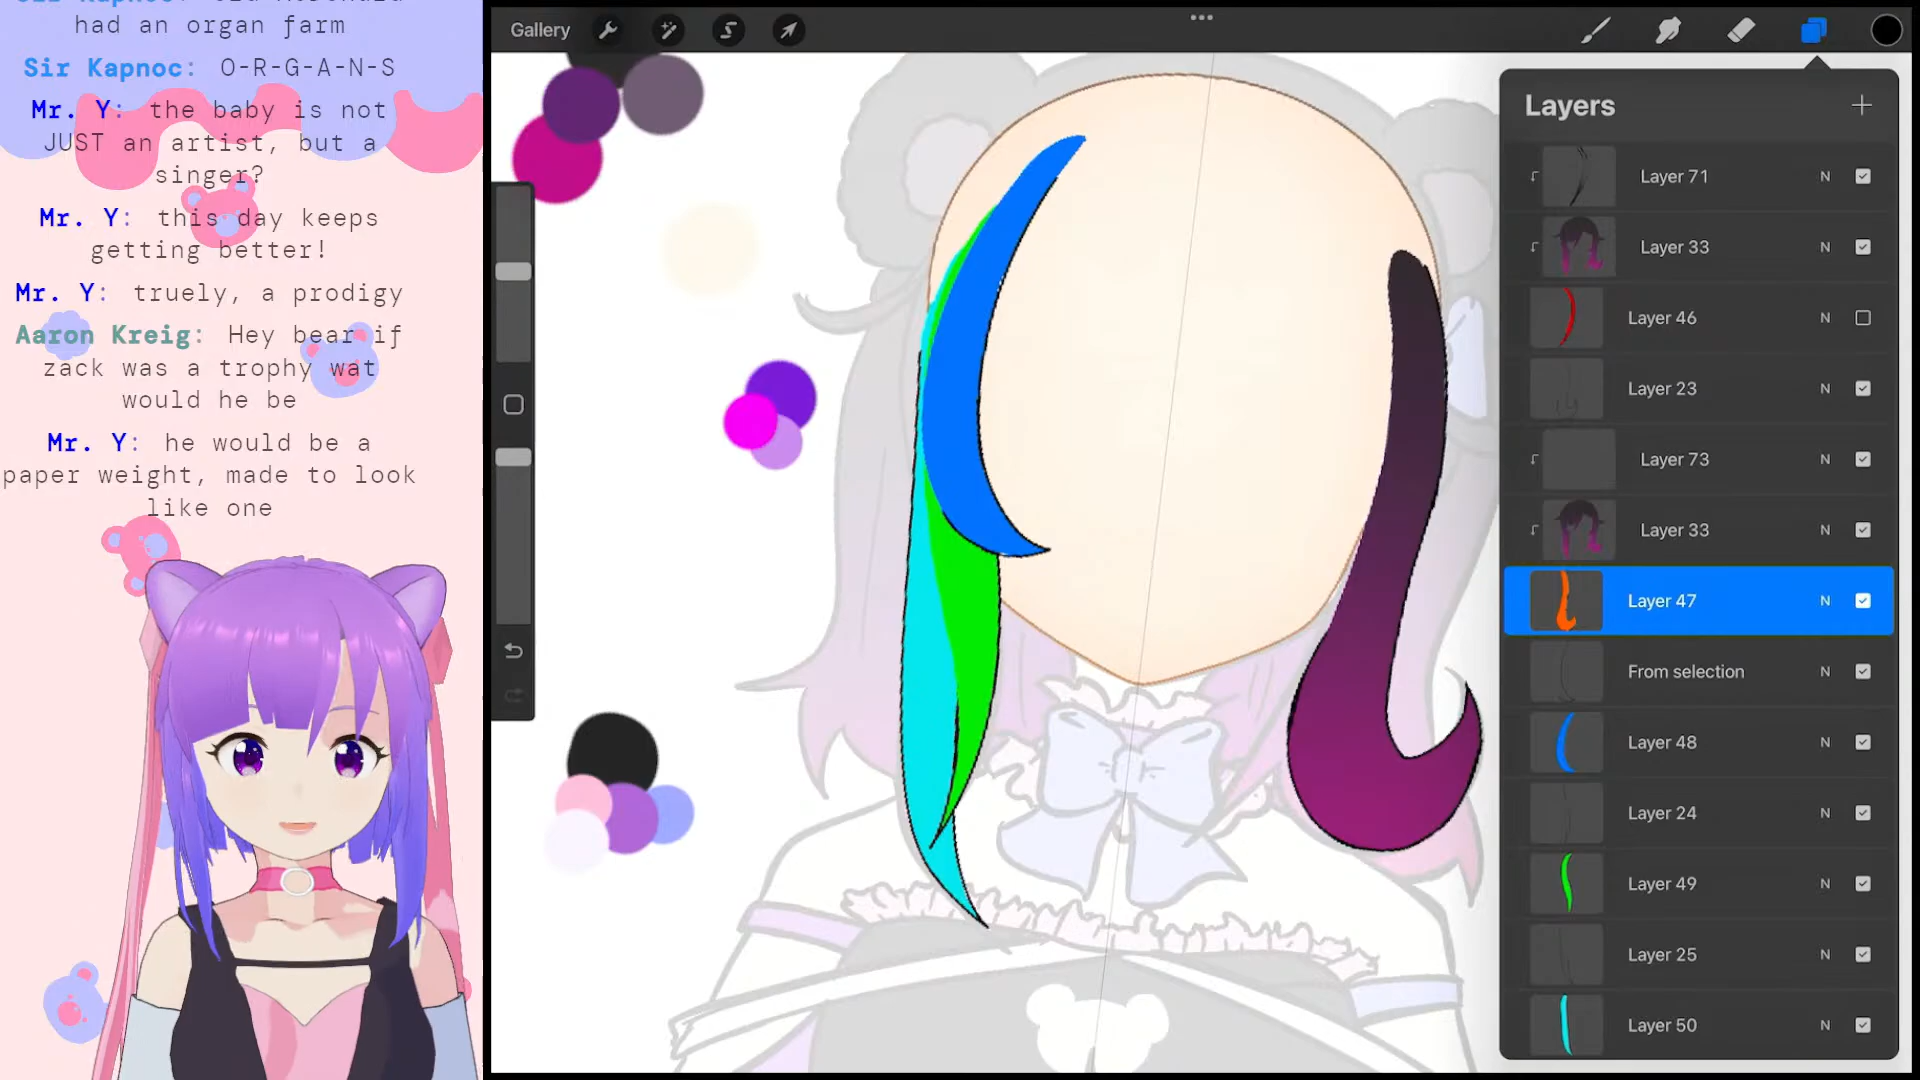 had an organ farm
Sir Kapnoc: O-R-G-A-N-S
Mr. Y: the baby is not
JUST an artist, but a
singer?
Mr. Y: this day keeps
getting better!
Mr. Y: truely, a prodigy
Aaron Kreig: Hey bear if
zack was a trophy wat
would he be
Mr. Y: he would be a
paper weight, made to look
like one
Gallery
Layers
Layer 71 N
Layer 33 N
Layer 46 N
Layer 23 N
Layer 73 N
Layer 33 N
Layer 47 N
From selection N
Layer 48 N
Layer 24 N
Layer 49 N
Layer 25 N
Layer 50 N